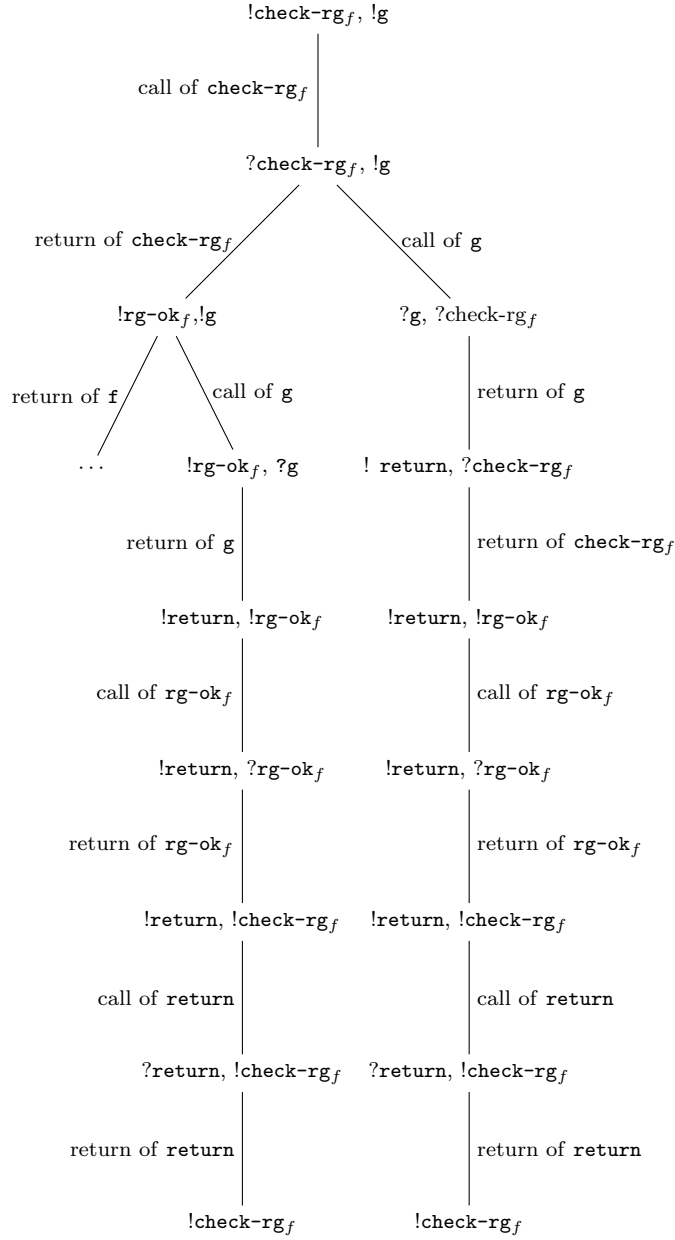 !check-rg_f, !g
call of check-rg_f
?check-rg_f, !g
return of check-rg_f call of g
!rg-ok_f,!g ?g, ?check-rg_f
return of f call of g return of g
... !rg-ok_f, ?g ! return, ?check-rg_f
return of g return of check-rg_f
!return, !rg-ok_f !return, !rg-ok_f
call of rg-ok_f call of rg-ok_f
!return, ?rg-ok_f !return, ?rg-ok_f
return of rg-ok_f return of rg-ok_f
!return, !check-rg_f !return, !check-rg_f
call of return call of return
?return, !check-rg_f ?return, !check-rg_f
return of return return of return
!check-rg_f !check-rg_f